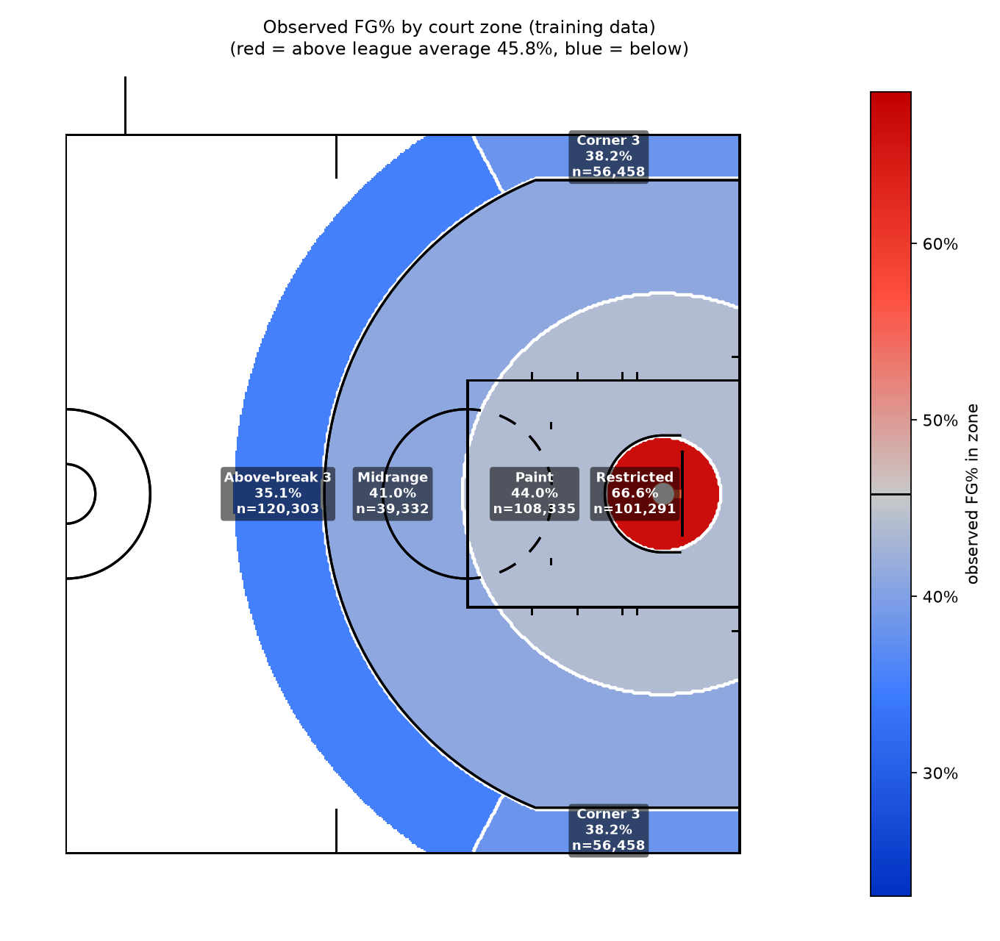 Observed FG% by court zone (training data)
(red = above league average 45.8%, blue = below)
Corner 3
38.2%
n=56,458
Above-break 3
35.1%
n=120,303
Midrange
41.0%
n=39,332
Paint
44.0%
n=108,335
Restricted
66.6%
n=101,291
Corner 3
38.2%
n=56,458
60%
50%
40%
30%
observed FG% in zone